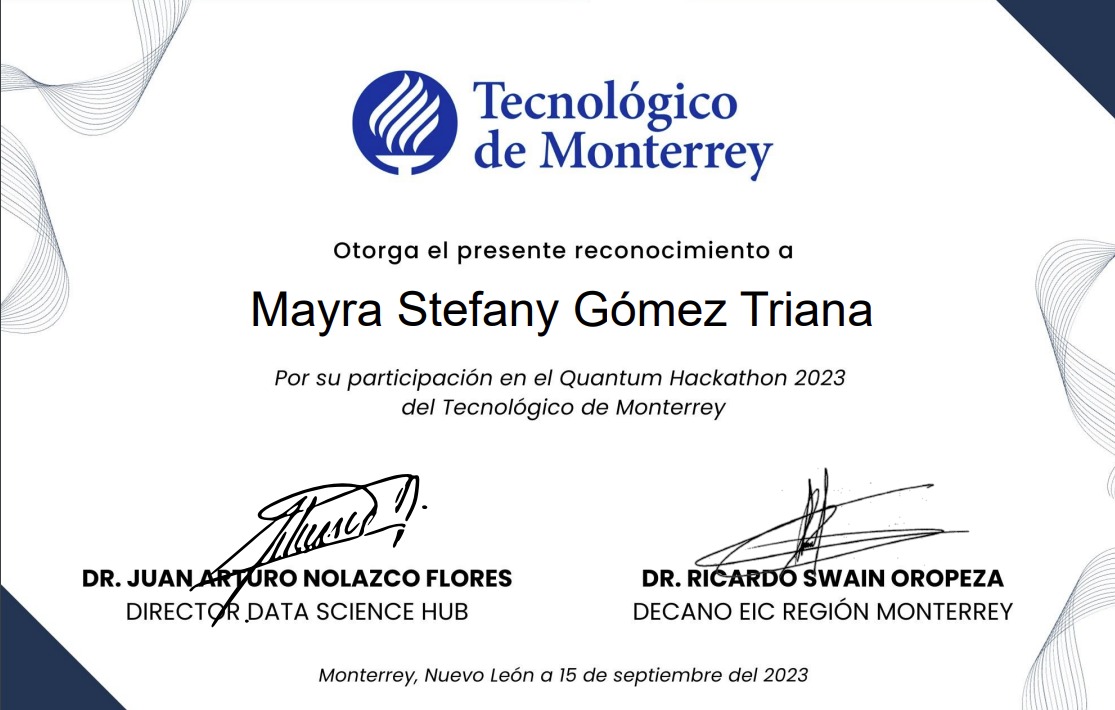 Tecnológico
de Monterrey
Otorga el presente reconocimiento a
Mayra Stefany Gómez Triana
Por su participación en el Quantum Hackathon 2023
del Tecnológico de Monterrey
DR. JUAN ARTURO NOLAZCO FLORES
DIRECTOR DATA SCIENCE HUB
DR. RICARDO SWAIN OROPEZA
DECANO EIC REGIÓN MONTERREY
Monterrey, Nuevo León a 15 de septiembre del 2023